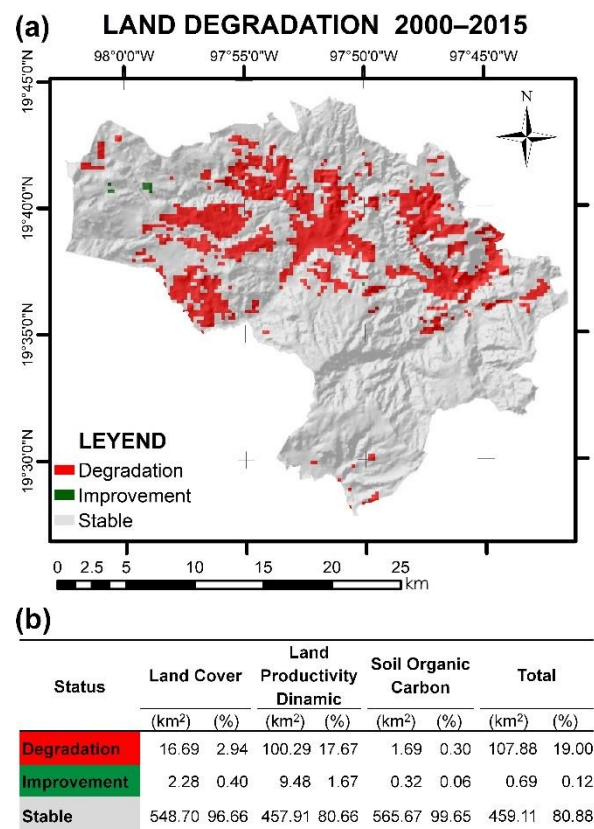 (a) LAND DEGRADATION 2000–2015
98°0'0"W 97°55'0"W 97°50'0"W 97°45'0"W
19°45'0"N
19°40'0"N
19°35'0"N
19°30'0"N
N
LEYEND
Degradation
Improvement
Stable
0 2.5 5 10 15 20 25
km
(b)
Status Land Cover Land Productivity Dinamic Soil Organic Carbon Total
(km²) (%) (km²) (%) (km²) (%) (km²) (%)
Degradation 16.69 2.94 100.29 17.67 1.69 0.30 107.88 19.00
Improvement 2.28 0.40 9.48 1.67 0.32 0.06 0.69 0.12
Stable 548.70 96.66 457.91 80.66 565.67 99.65 459.11 80.88